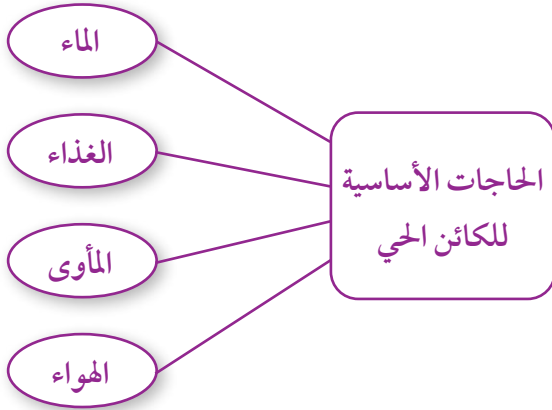 الحاجات الأساسية
للكائن الحي
الماء
الغذاء
المأوى
الهواء